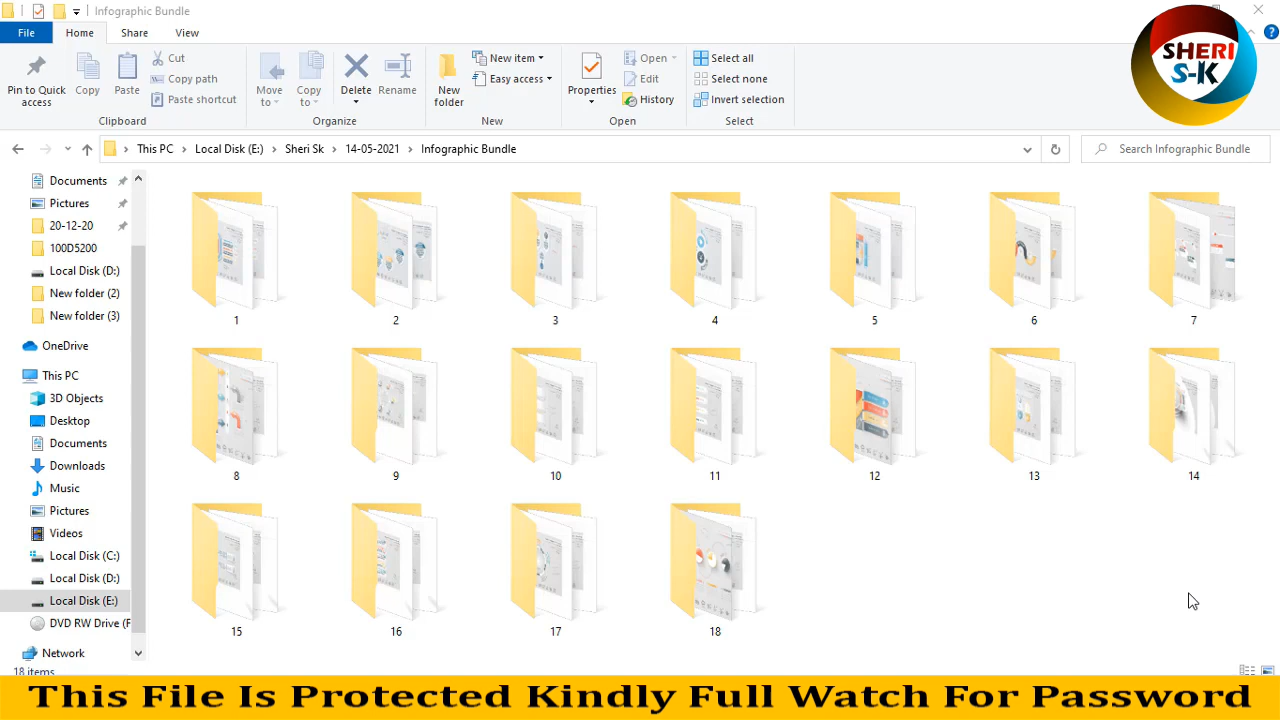 Infographic Bundle
File Home Share View
Pin to Quick access
Copy
Paste
Cut
Copy path
Paste shortcut
Clipboard
Move to
Copy to
Delete
Rename
Organize
New folder
New item
Easy access
New
Properties
Open
Edit
History
Open
Select all
Select none
Invert selection
Select
SHERI
S-K
This PC > Local Disk (E:) > Sheri Sk > 14-05-2021 > Infographic Bundle
Search Infographic Bundle
Documents
Pictures
20-12-20
100D5200
Local Disk (D:)
New folder (2)
New folder (3)
OneDrive
This PC
3D Objects
Desktop
Documents
Downloads
Music
Pictures
Videos
Local Disk (C:)
Local Disk (D:)
Local Disk (E:)
DVD RW Drive (F
Network
1 2 3 4 5 6 7
8 9 10 11 12 13 14
15 16 17 18
18 items
This File Is Protected Kindly Full Watch For Password